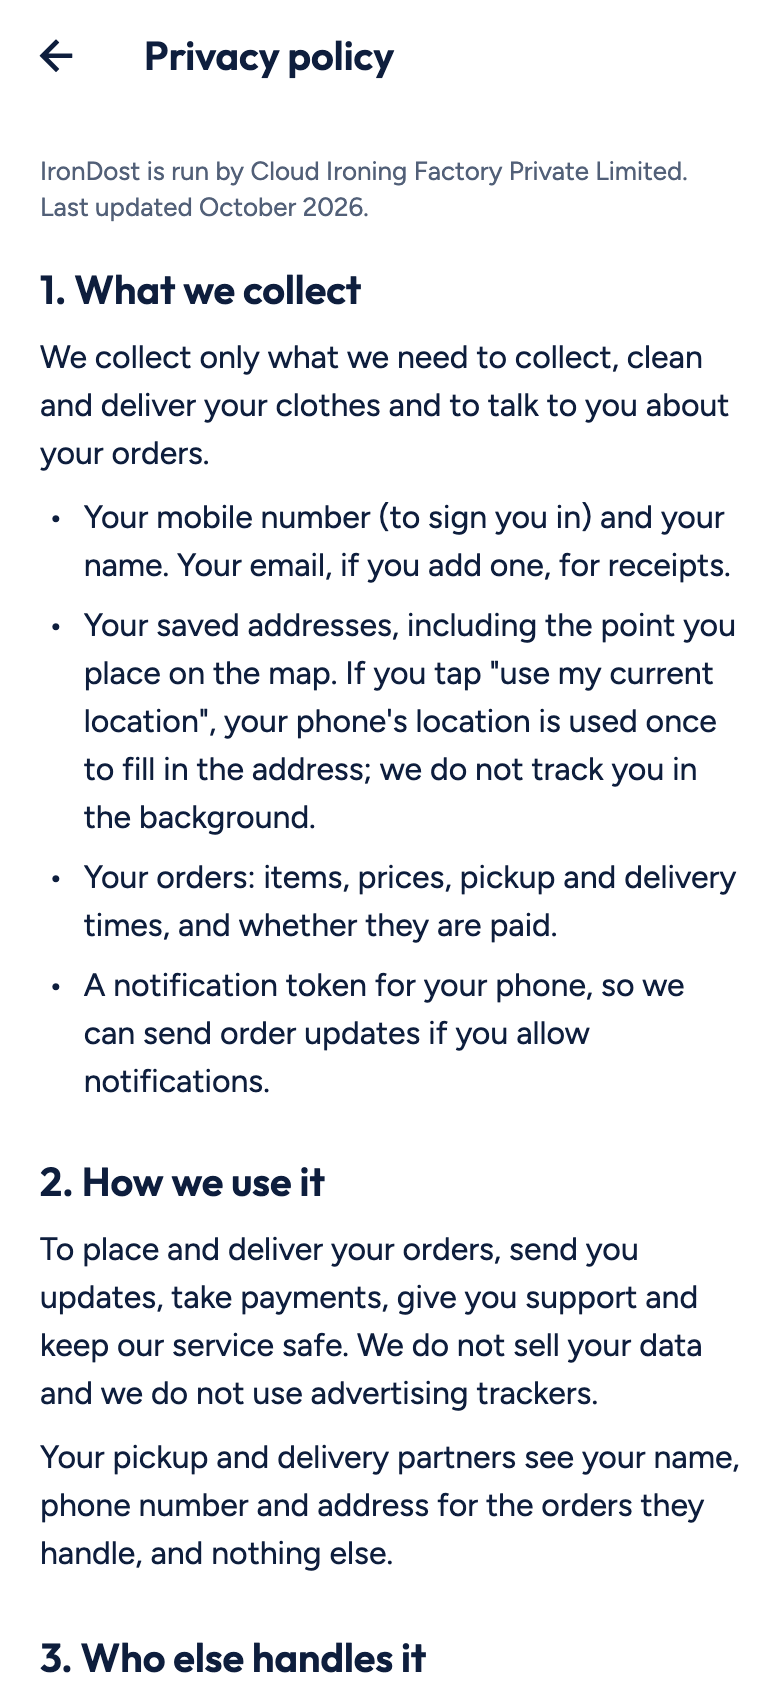 Privacy policy
IronDost is run by Cloud Ironing Factory Private Limited.
Last updated October 2026.
1. What we collect
We collect only what we need to collect, clean
and deliver your clothes and to talk to you about
your orders.
• Your mobile number (to sign you in) and your
name. Your email, if you add one, for receipts.
• Your saved addresses, including the point you
place on the map. If you tap "use my current
location", your phone's location is used once
to fill in the address; we do not track you in
the background.
• Your orders: items, prices, pickup and delivery
times, and whether they are paid.
• A notification token for your phone, so we
can send order updates if you allow
notifications.
2. How we use it
To place and deliver your orders, send you
updates, take payments, give you support and
keep our service safe. We do not sell your data
and we do not use advertising trackers.
Your pickup and delivery partners see your name,
phone number and address for the orders they
handle, and nothing else.
3. Who else handles it